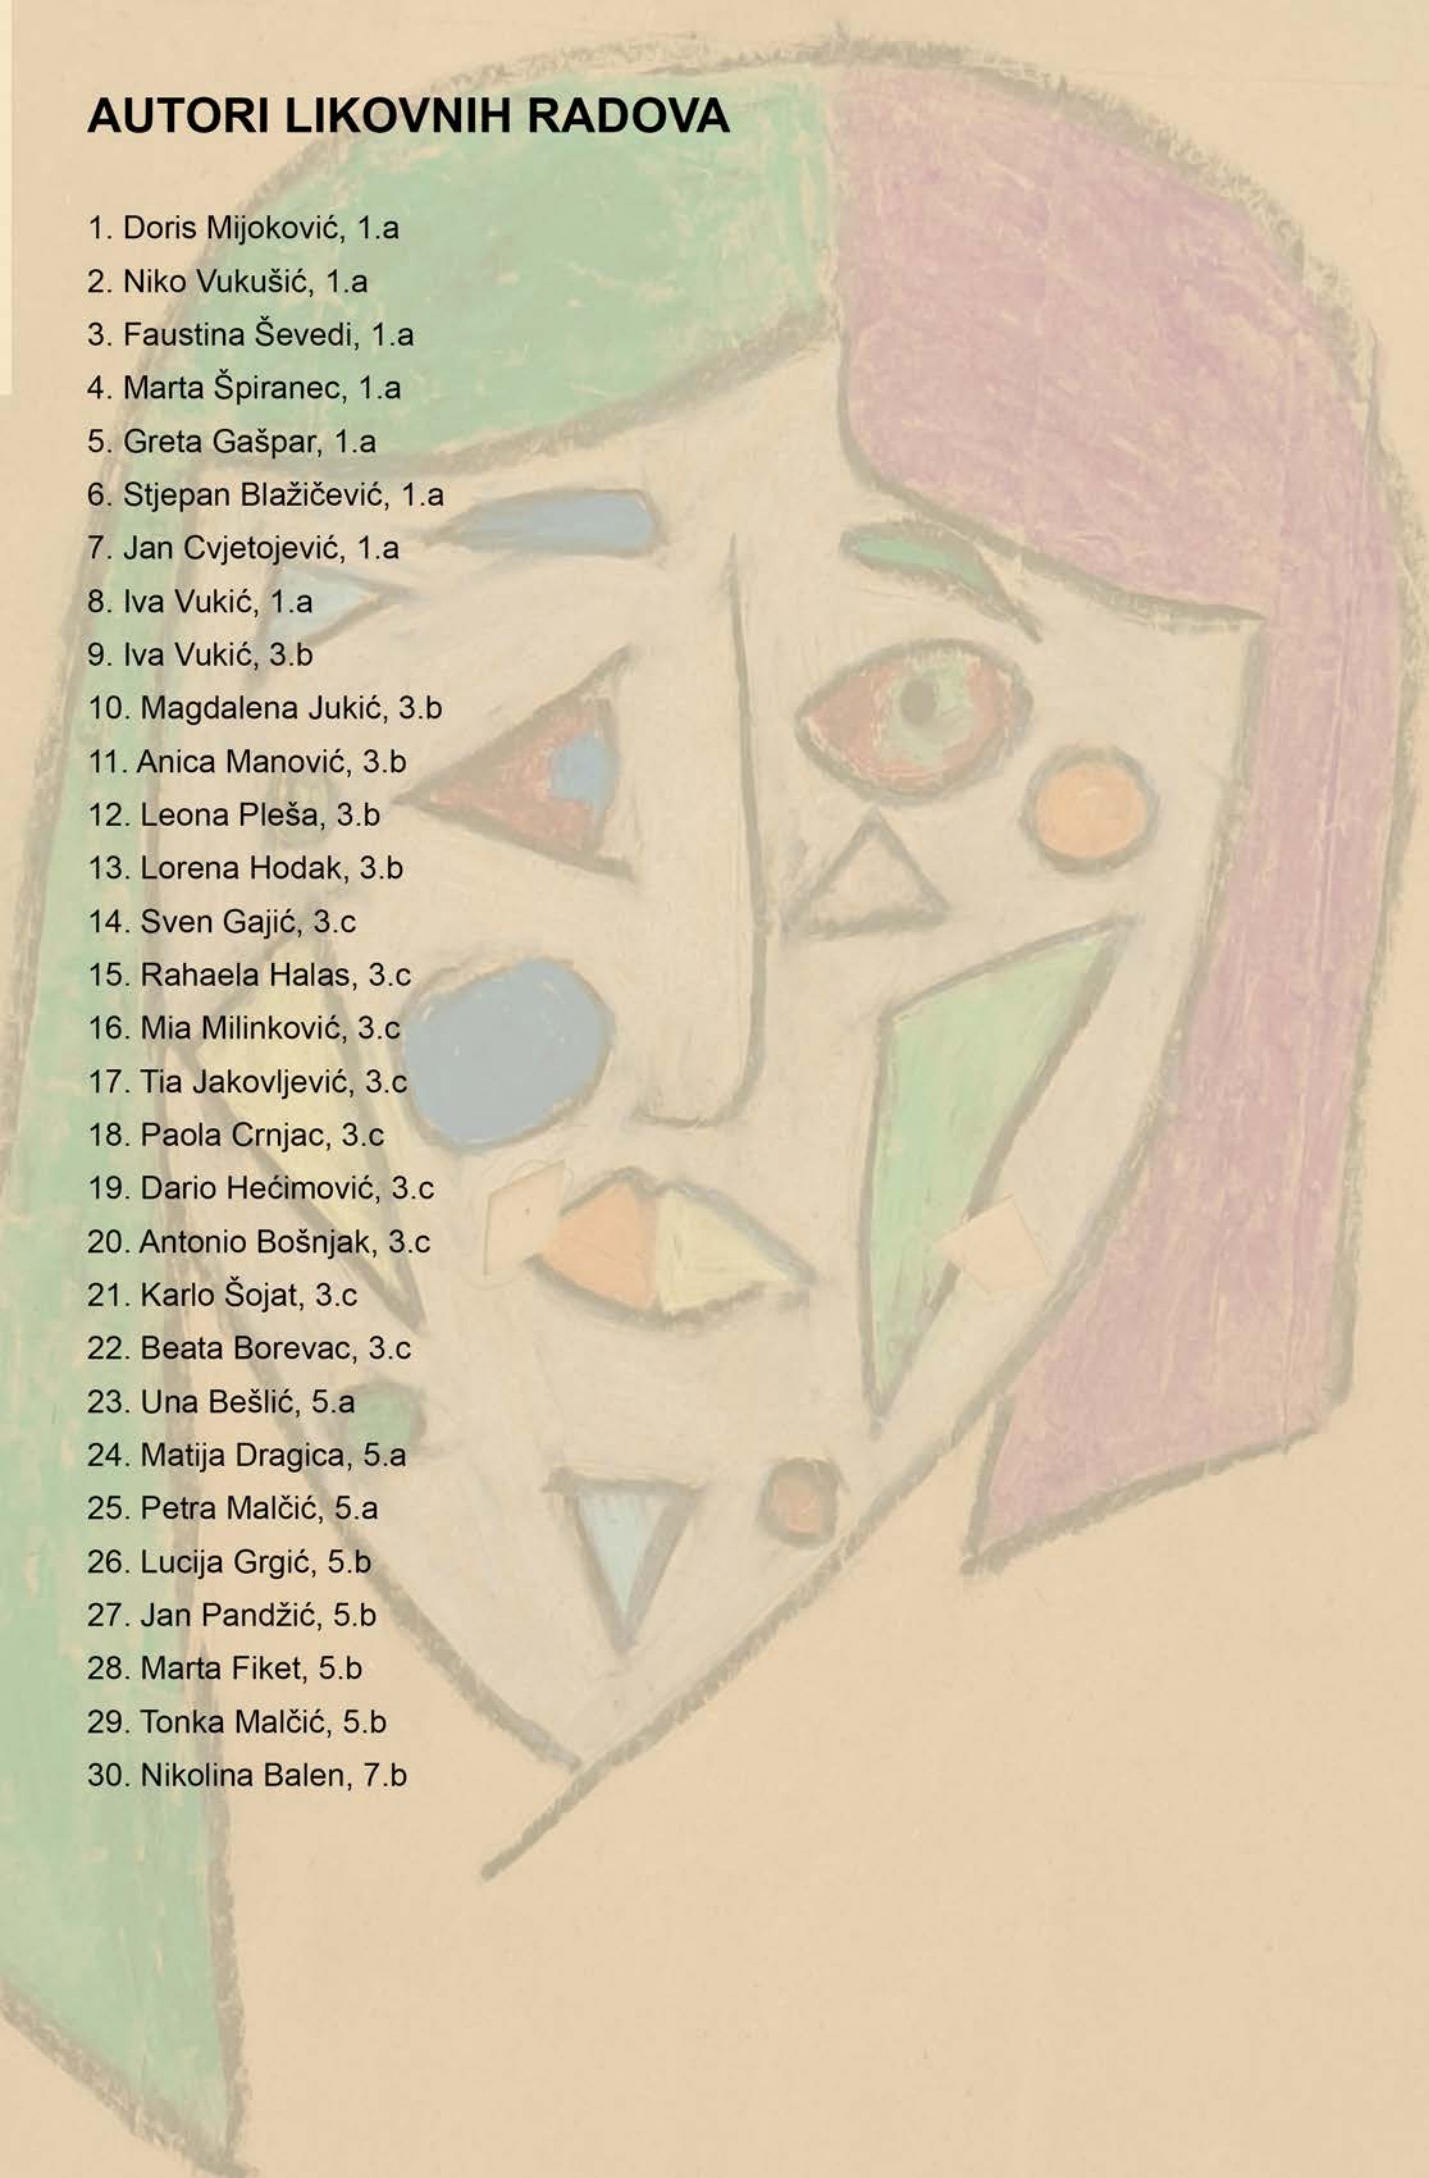 AUTORI LIKOVNIH RADOVA
1. Doris Mijoković, 1.a
2. Niko Vukušić, 1.a
3. Faustina Ševedi, 1.a
4. Marta Špiranec, 1.a
5. Greta Gašpar, 1.a
6. Stjepan Blažičević, 1.a
7. Jan Cvjetojević, 1.a
8. Iva Vukić, 1.a
9. Iva Vukić, 3.b
10. Magdalena Jukić, 3.b
11. Anica Manović, 3.b
12. Leona Pleša, 3.b
13. Lorena Hodak, 3.b
14. Sven Gajić, 3.c
15. Rahaela Halas, 3.c
16. Mia Milinković, 3.c
17. Tia Jakovljević, 3.c
18. Paola Crnjac, 3.c
19. Dario Hećimović, 3.c
20. Antonio Bošnjak, 3.c
21. Karlo Šojat, 3.c
22. Beata Borevac, 3.c
23. Una Bešlić, 5.a
24. Matija Dragica, 5.a
25. Petra Malčić, 5.a
26. Lucija Grgić, 5.b
27. Jan Pandžić, 5.b
28. Marta Fiket, 5.b
29. Tonka Malčić, 5.b
30. Nikolina Balen, 7.b